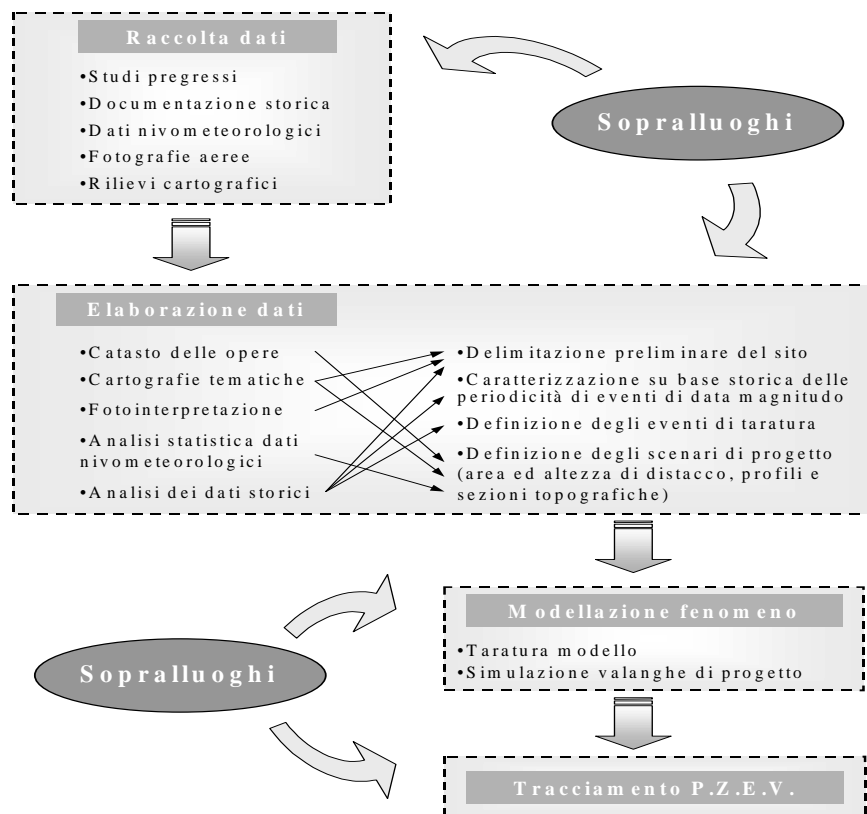 Raccolta dati
•Studi pregressi
•Documentazione storica
•Dati nivometeorologici
•Fotografie aeree
•Rilievi cartografici
Sopralluoghi
Elaborazione dati
•Catasto delle opere
•Cartografie tematiche
•Fotointerpretazione
•Analisi statistica dati
nivometeorologici
•Analisi dei dati storici
•Delimitazione preliminare del sito
•Caratterizzazione su base storica delle
periodicità di eventi di data magnitudo
•Definizione degli eventi di taratura
•Definizione degli scenari di progetto
(area ed altezza di distacco, profili e
sezioni topografiche)
Modellazione fenomeno
•Taratura modello
•Simulazione valanghe di progetto
Sopralluoghi
Tracciamento P.Z.E.V.